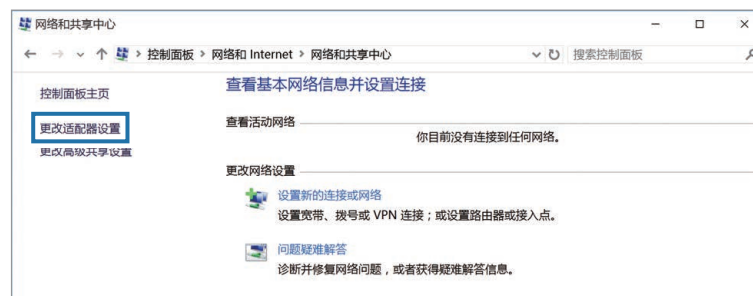 网络和共享中心
控制面板 > 网络和 Internet > 网络和共享中心
搜索控制面板
控制面板主页
更改适配器设置
更改高级共享设置
查看基本网络信息并设置连接
查看活动网络
你目前没有连接到任何网络。
更改网络设置
设置新的连接或网络
设置宽带、拨号或 VPN 连接；或设置路由器或接入点。
问题疑难解答
诊断并修复网络问题，或者获得疑难解答信息。